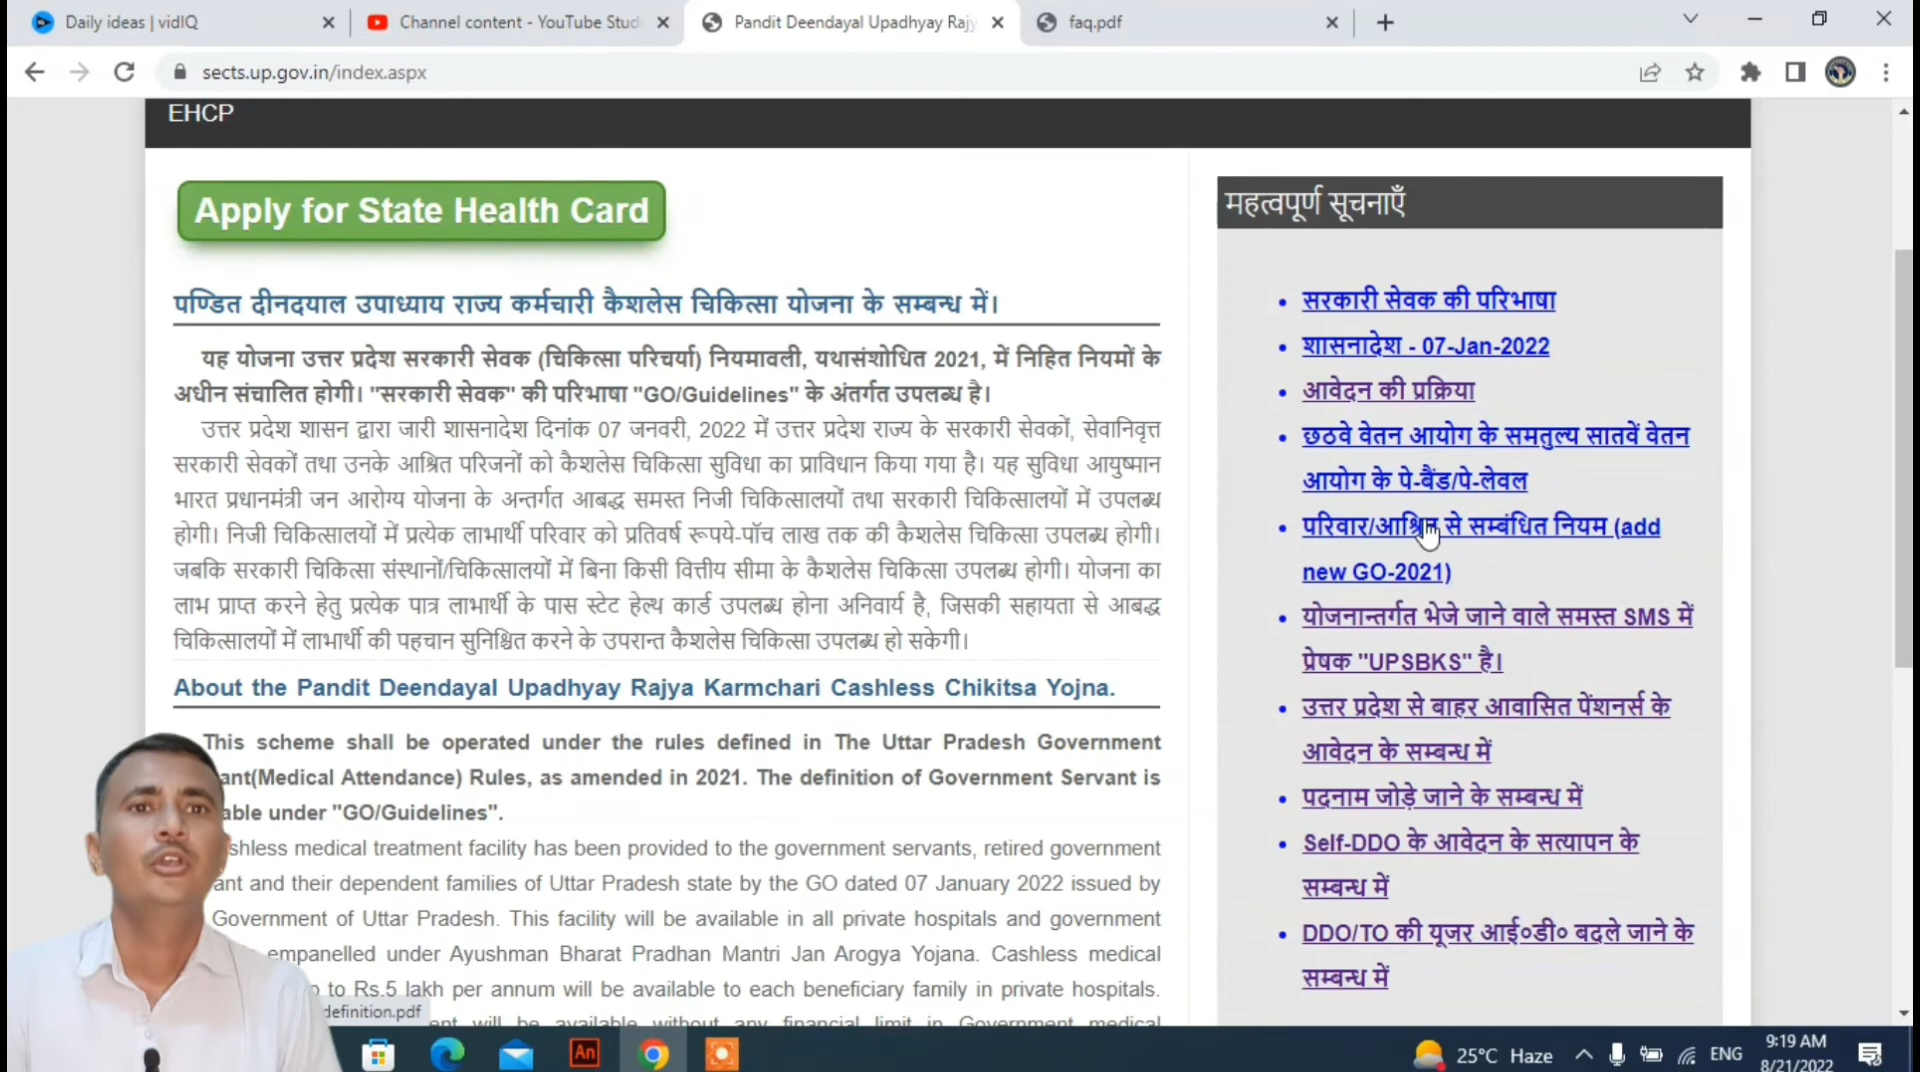 Daily ideas | vidIQ
Channel content - YouTube Stud
Pandit Deendayal Upadhyay Rajy
faq.pdf
sects.up.gov.in/index.aspx
EHCP
Apply for State Health Card
पण्डित दीनदयाल उपाध्याय राज्य कर्मचारी कैशलेस चिकित्सा योजना के सम्बन्ध में।
यह योजना उत्तर प्रदेश सरकारी सेवक (चिकित्सा परिचर्या) नियमावली, यथासंशोधित 2021, में निहित नियमों के
अधीन संचालित होगी। "सरकारी सेवक" की परिभाषा "GO/Guidelines" के अंतर्गत उपलब्ध है।
उत्तर प्रदेश शासन द्वारा जारी शासनादेश दिनांक 07 जनवरी, 2022 में उत्तर प्रदेश राज्य के सरकारी सेवकों, सेवानिवृत्त
सरकारी सेवकों तथा उनके आश्रित परिजनों को कैशलेस चिकित्सा सुविधा का प्राविधान किया गया है। यह सुविधा आयुष्मान
भारत प्रधानमंत्री जन आरोग्य योजना के अन्तर्गत आबद्ध समस्त निजी चिकित्सालयों तथा सरकारी चिकित्सालयों में उपलब्ध
होगी। निजी चिकित्सालयों में प्रत्येक लाभार्थी परिवार को प्रतिवर्ष रूपये-पॉच लाख तक की कैशलेस चिकित्सा उपलब्ध होगी।
जबकि सरकारी चिकित्सा संस्थानों/चिकित्सालयों में बिना किसी वित्तीय सीमा के कैशलेस चिकित्सा उपलब्ध होगी। योजना का
लाभ प्राप्त करने हेतु प्रत्येक पात्र लाभार्थी के पास स्टेट हेल्थ कार्ड उपलब्ध होना अनिवार्य है, जिसकी सहायता से आबद्ध
चिकित्सालयों में लाभार्थी की पहचान सुनिश्चित करने के उपरान्त कैशलेस चिकित्सा उपलब्ध हो सकेगी।
About the Pandit Deendayal Upadhyay Rajya Karmchari Cashless Chikitsa Yojna.
This scheme shall be operated under the rules defined in The Uttar Pradesh Government
ant(Medical Attendance) Rules, as amended in 2021. The definition of Government Servant is
able under "GO/Guidelines".
shless medical treatment facility has been provided to the government servants, retired government
ant and their dependent families of Uttar Pradesh state by the GO dated 07 January 2022 issued by
Government of Uttar Pradesh. This facility will be available in all private hospitals and government
empanelled under Ayushman Bharat Pradhan Mantri Jan Arogya Yojana. Cashless medical
to Rs.5 lakh per annum will be available to each beneficiary family in private hospitals.
definition.pdf
ent will be available without any financial limit in Government medical
महत्वपूर्ण सूचनाएँ
सरकारी सेवक की परिभाषा
शासनादेश - 07-Jan-2022
आवेदन की प्रक्रिया
छठवे वेतन आयोग के समतुल्य सातवें वेतन
आयोग के पे-बैंड/पे-लेवल
परिवार/आश्रित से सम्बंधित नियम (add
new GO-2021)
योजनान्तर्गत भेजे जाने वाले समस्त SMS में
प्रेषक "UPSBKS" है।
उत्तर प्रदेश से बाहर आवासित पेंशनर्स के
आवेदन के सम्बन्ध में
पदनाम जोड़े जाने के सम्बन्ध में
Self-DDO के आवेदन के सत्यापन के
सम्बन्ध में
DDO/TO की यूजर आई०डी० बदले जाने के
सम्बन्ध में
An
25°C Haze
ENG
9:19 AM
8/21/2022